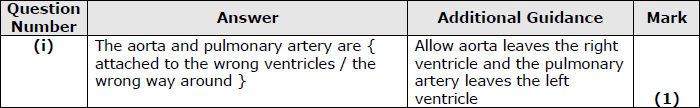 Question Number Answer Additional Guidance Mark
(i) The aorta and pulmonary artery are { Allow aorta leaves the right
attached to the wrong ventricles / the ventricle and the pulmonary
wrong way around } artery leaves the left
ventricle (1)